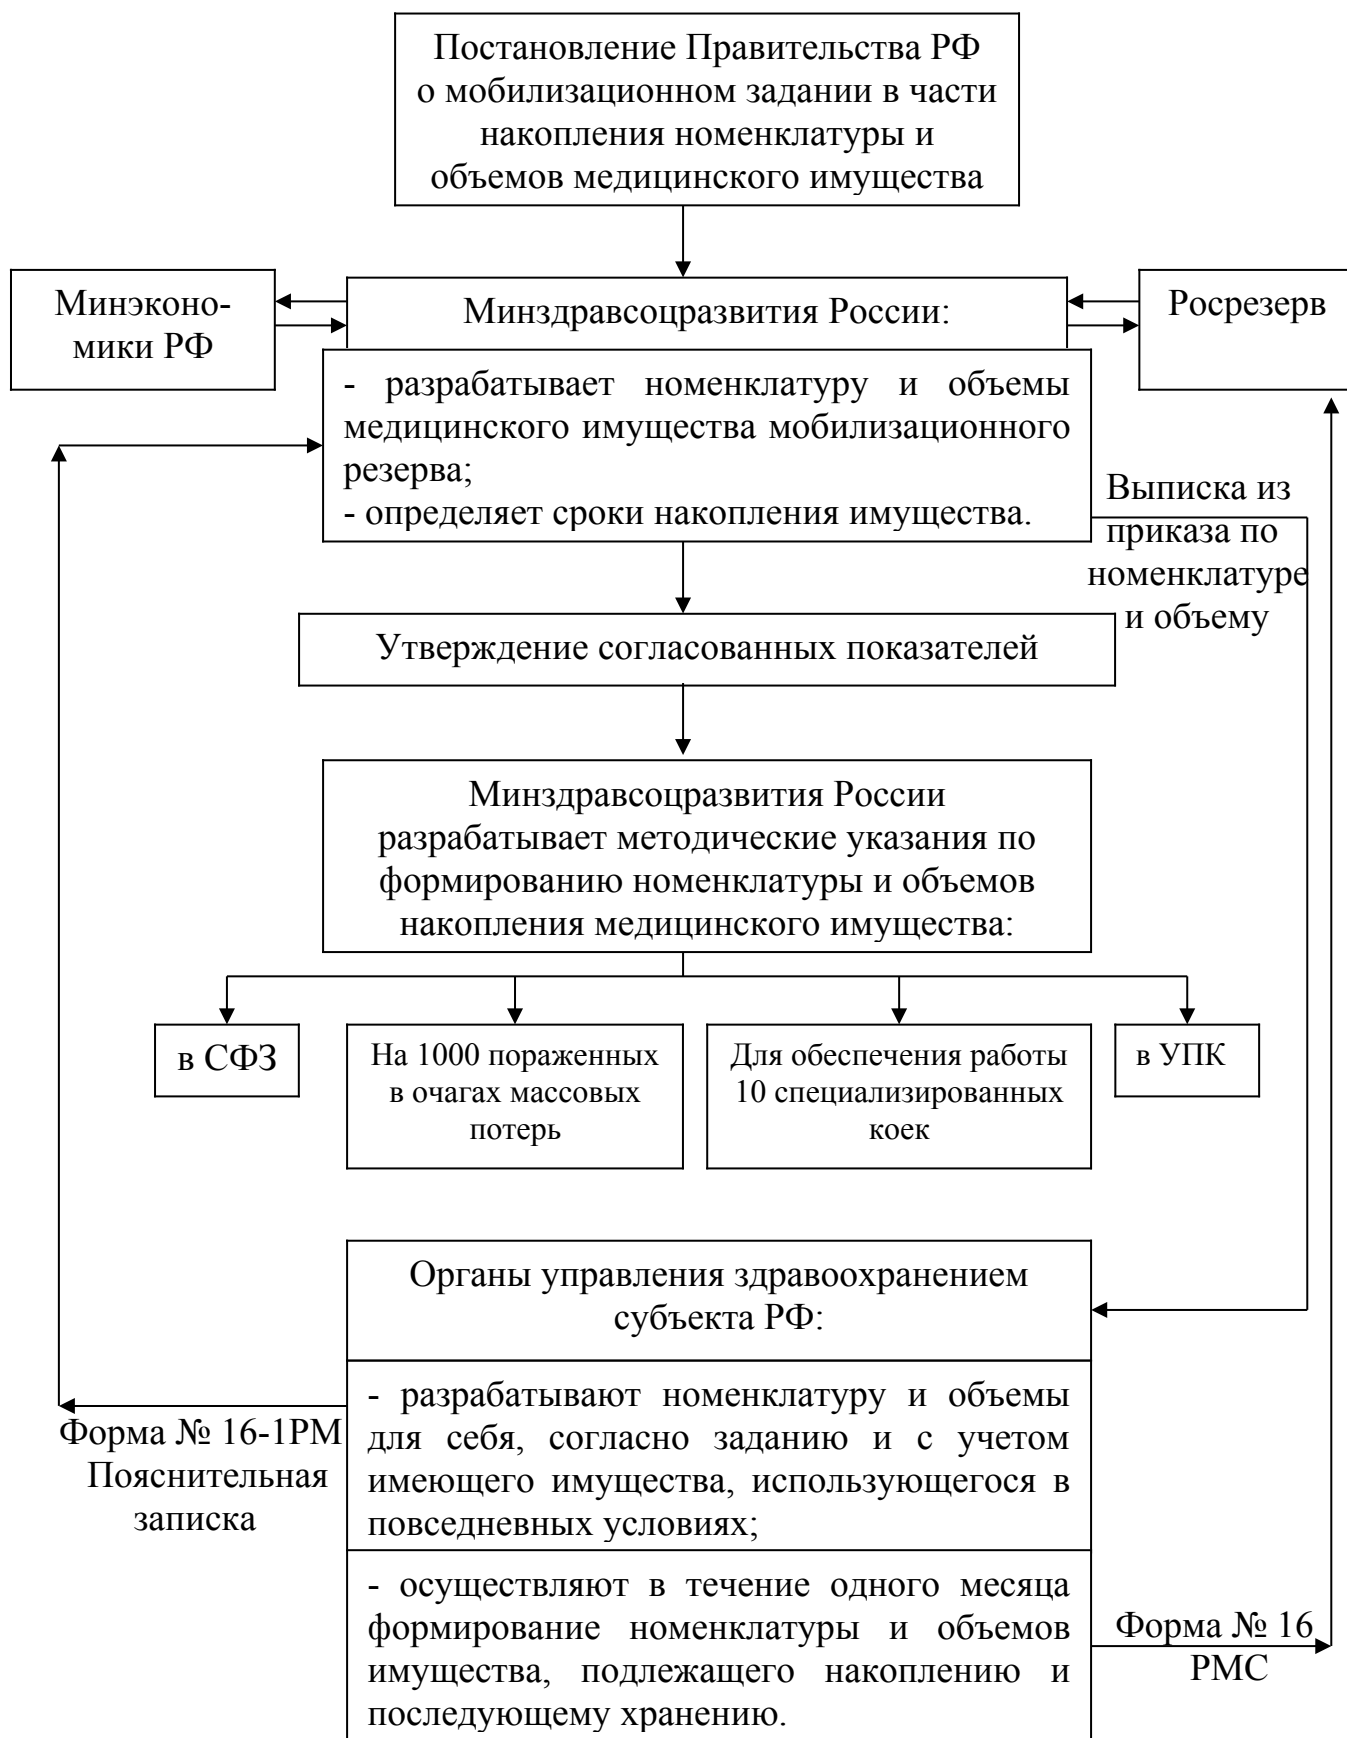 Постановление Правительства РФ
о мобилизационном задании в части
накопления номенклатуры и
объемов медицинского имущества
Минэконо-
мики РФ
Минздравсоцразвития России:
Росрезерв
- разрабатывает номенклатуру и объемы
медицинского имущества мобилизационного
резерва;
- определяет сроки накопления имущества.
Выписка из
приказа по
номенклатуре
и объему
Утверждение согласованных показателей
Минздравсоцразвития России
разрабатывает методические указания по
формированию номенклатуры и объемов
накопления медицинского имущества:
в СФЗ
На 1000 пораженных
в очагах массовых
потерь
Для обеспечения работы
10 специализированных
коек
в УПК
Органы управления здравоохранением
субъекта РФ:
- разрабатывают номенклатуру и объемы
для себя, согласно заданию и с учетом
имеющего имущества, использующегося в
повседневных условиях;
Форма № 16-1РМ
Пояснительная
записка
- осуществляют в течение одного месяца
формирование номенклатуры и объемов
имущества, подлежащего накоплению и
последующему хранению.
Форма № 16
РМС